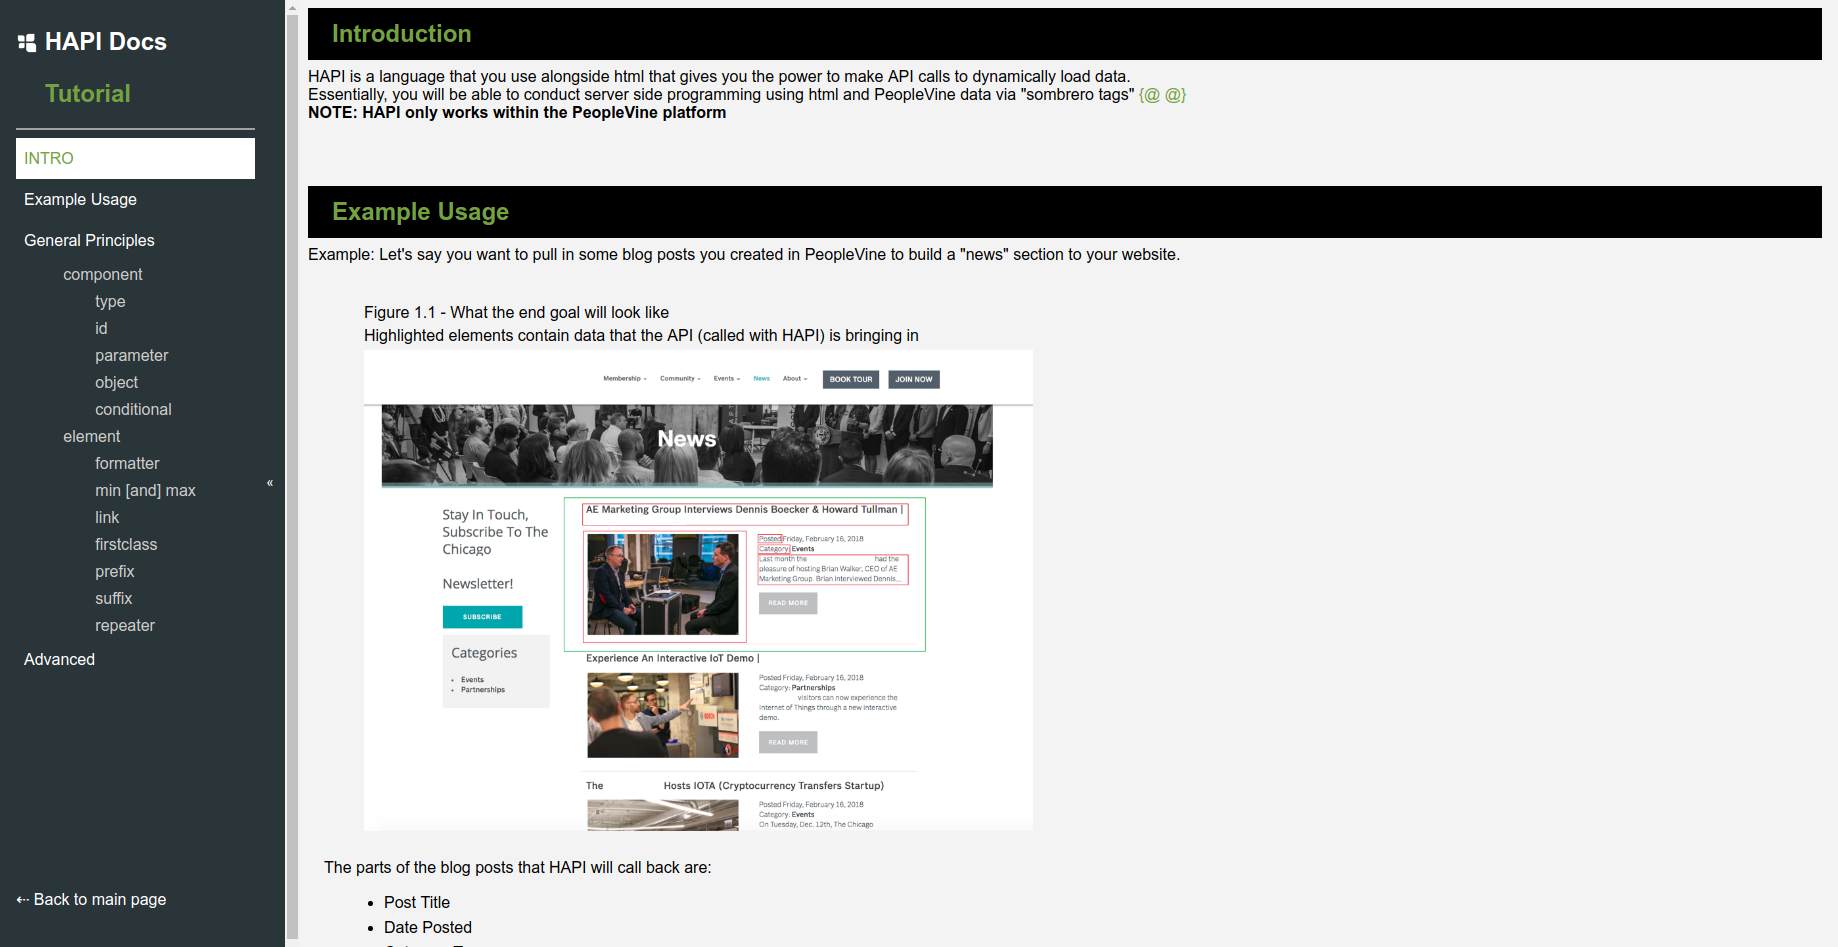 HAPI Docs
Tutorial
INTRO
Example Usage
General Principles
component
type
id
parameter
object
conditional
element
formatter
min [and] max
link
firstclass
prefix
suffix
repeater
Advanced
«
⇠ Back to main page
Introduction
HAPI is a language that you use alongside html that gives you the power to make API calls to dynamically load data.
Essentially, you will be able to conduct server side programming using html and PeopleVine data via "sombrero tags" {@ @}
NOTE: HAPI only works within the PeopleVine platform
Example Usage
Example: Let's say you want to pull in some blog posts you created in PeopleVine to build a "news" section to your website.
Figure 1.1 - What the end goal will look like
Highlighted elements contain data that the API (called with HAPI) is bringing in
Membership Community Events News About BOOK TOUR JOIN NOW
News
Stay In Touch,
Subscribe To The
Chicago
Newsletter!
SUBSCRIBE
Categories
• Events
• Partnerships
AE Marketing Group Interviews Dennis Boecker & Howard Tullman |
Posted Friday, February 16, 2018
Category: Events
Last month the had the
pleasure of hosting Brian Walker, CEO of AE
Marketing Group. Brian interviewed Dennis...
READ MORE
Experience An Interactive IoT Demo |
Posted Friday, February 16, 2018
Category: Partnerships
visitors can now experience the
Internet of Things through a new interactive
demo.
READ MORE
The Hosts IOTA (Cryptocurrency Transfers Startup)
Posted Friday, February 16, 2018
Category: Events
On Tuesday, Dec. 12th, The Chicago
The parts of the blog posts that HAPI will call back are:
• Post Title
• Date Posted